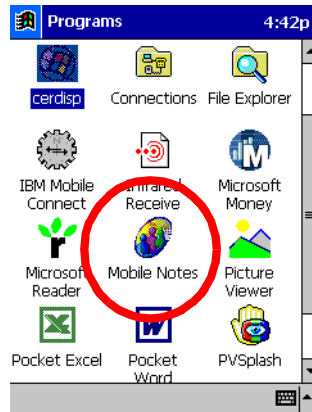 Programs 4:42p
cerdisp Connections File Explorer
IBM Mobile Infrared Microsoft
Connect Receive Money
Microsoft Mobile Notes Picture
Reader Viewer
Pocket Excel Pocket PVSplash
Word